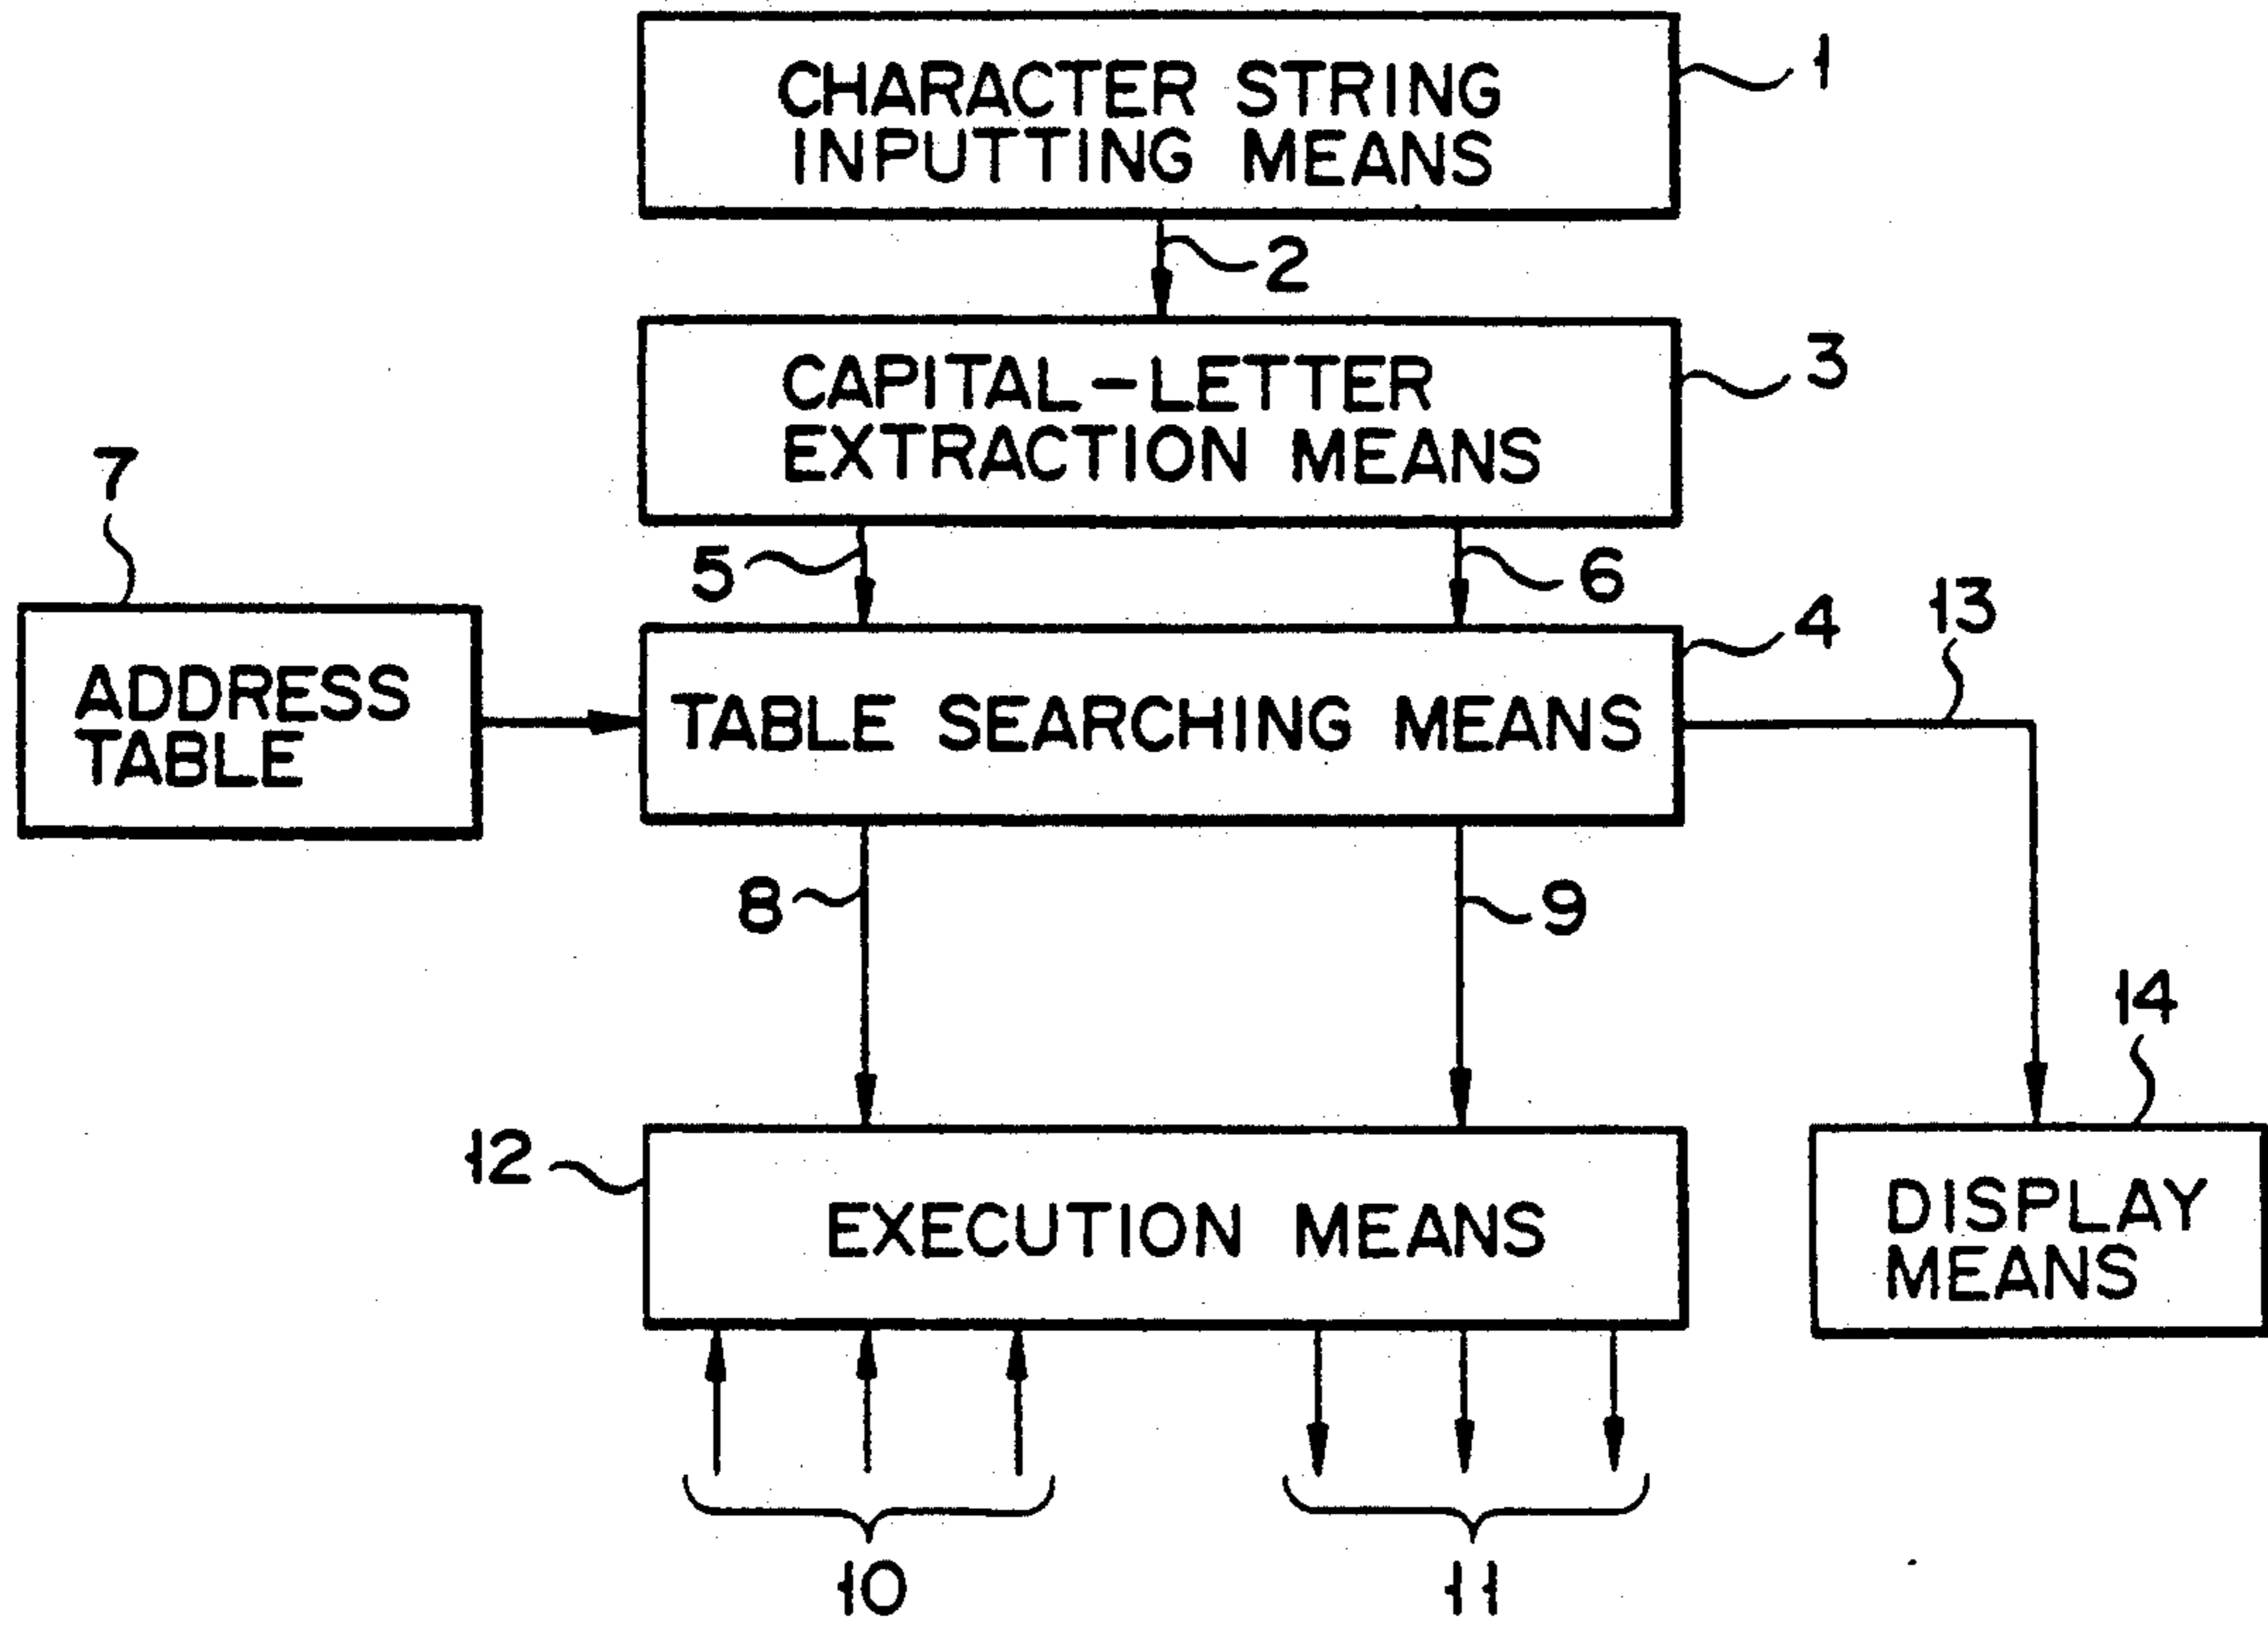 CHARACTER STRING
INPUTTING MEANS
1
2
CAPITAL-LETTER
EXTRACTION MEANS
3
5
6
7
ADDRESS
TABLE
TABLE SEARCHING MEANS
4
13
8
9
14
12
EXECUTION MEANS
DISPLAY
MEANS
10
11